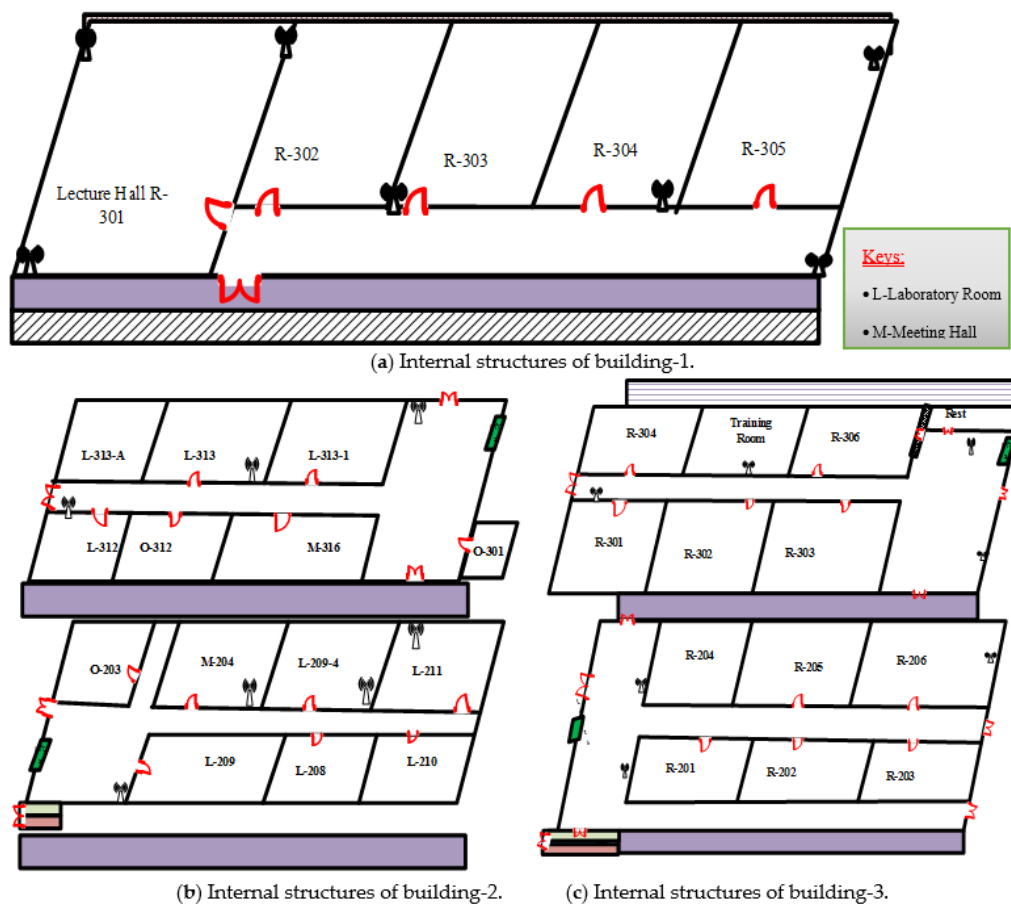 R-302
R-303
R-304
R-305
Lecture Hall R-
301
Keys:
• L-Laboratory Room
• M-Meeting Hall
(a) Internal structures of building-1.
L-313-A
L-313
L-313-1
L-312
O-312
M-316
O-301
O-203
M-204
L-209-4
L-211
L-209
L-208
L-210
R-304
Training
Room
R-306
Rest
R-301
R-302
R-303
R-204
R-205
R-206
R-201
R-202
R-203
(b) Internal structures of building-2.
(c) Internal structures of building-3.